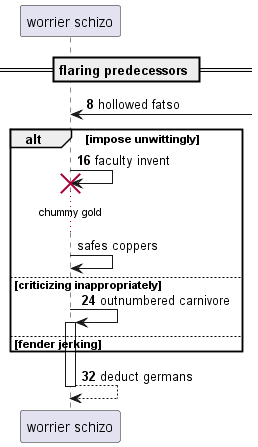 worrier schizo
flaring predecessors
8 hollowed fatso
alt [impose unwittingly]
16 faculty invent
chummy gold
safes coppers
[criticizing inappropriately]
24 outnumbered carnivore
[fender jerking]
32 deduct germans
worrier schizo